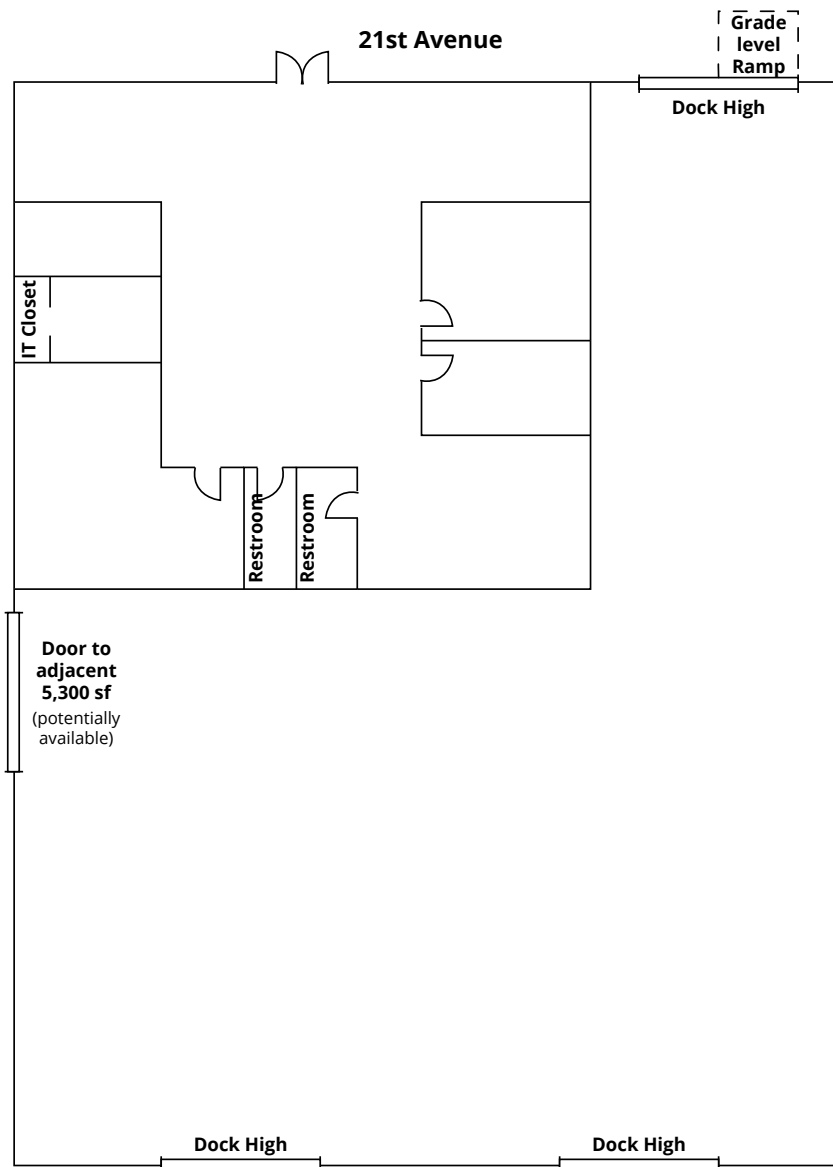 21st Avenue
Grade
level
Ramp
Dock High
IT Closet
Restroom
Restroom
Door to
adjacent
5,300 sf
(potentially
available)
Dock High
Dock High